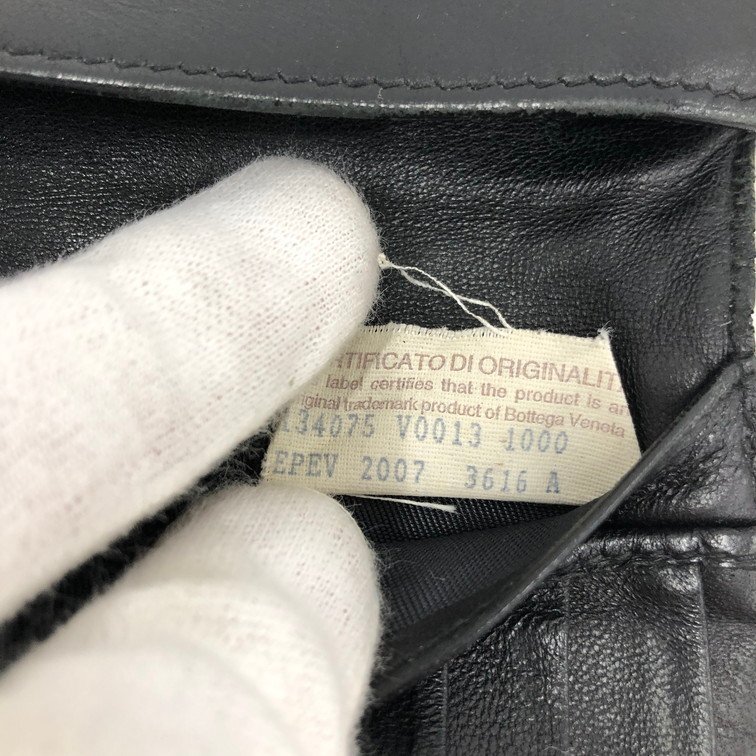 RTIFICATO DI ORIGINALIT
label certifies that the product is an
iginal trademark product of Bottega Veneta
134075 V0013 1000
EPEV 2007 3616 A